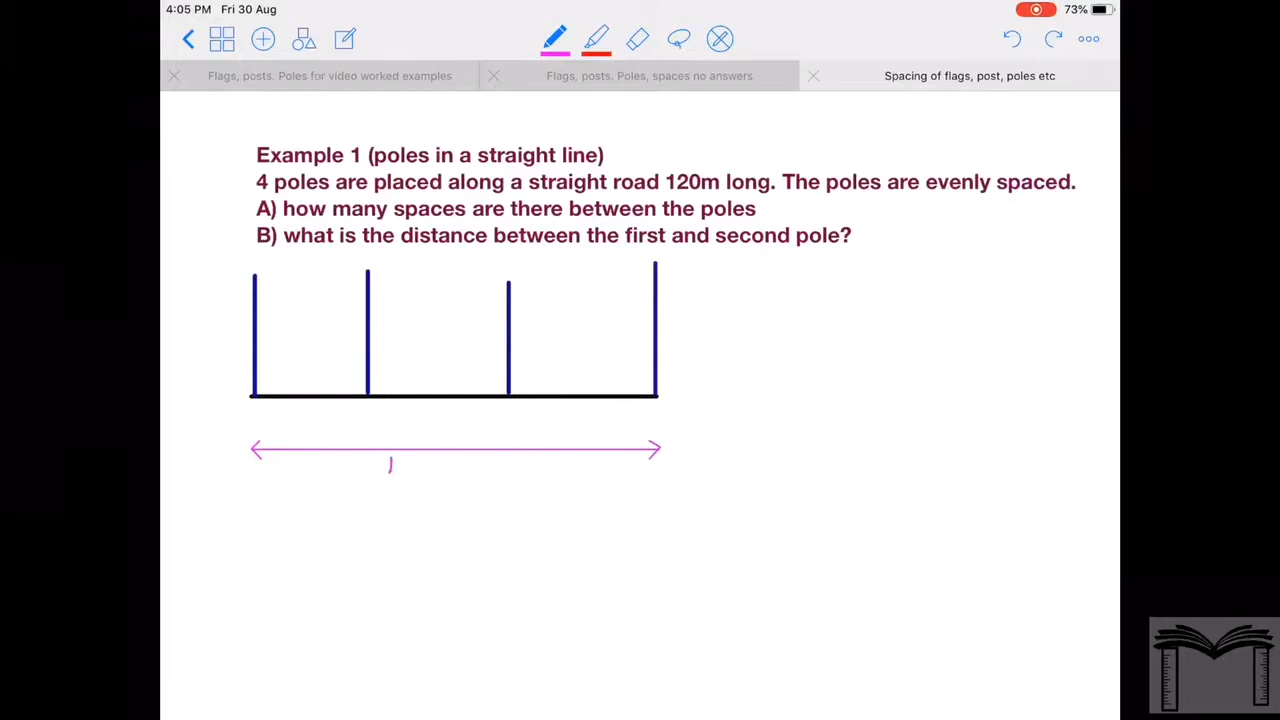 4:05 PM Fri 30 Aug
73%
Flags, posts. Poles for video worked examples
Flags, posts. Poles, spaces no answers
Spacing of flags, post, poles etc
Example 1 (poles in a straight line)
4 poles are placed along a straight road 120m long. The poles are evenly spaced.
A) how many spaces are there between the poles
B) what is the distance between the first and second pole?